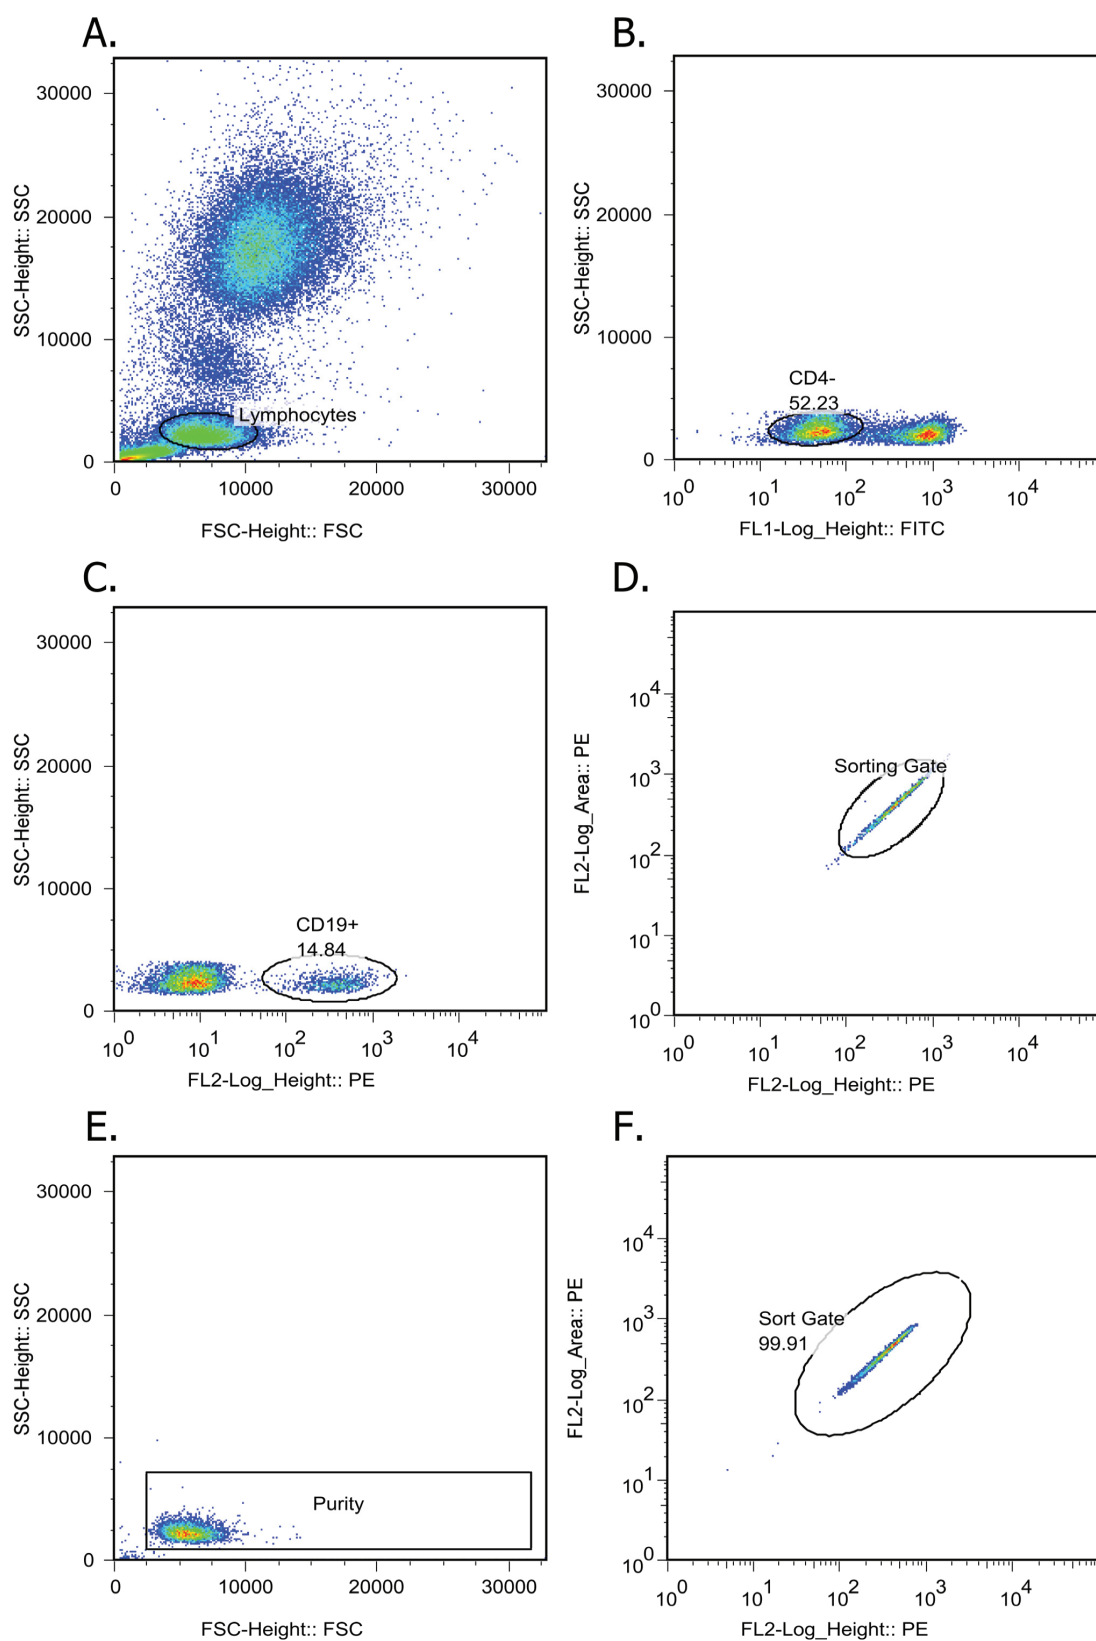 A.
30000
20000
10000
0
SSC-Height:: SSC
Lymphocytes
0 10000 20000 30000
FSC-Height:: FSC
B.
30000
20000
10000
0
SSC-Height:: SSC
CD4-
52.23
10^0 10^1 10^2 10^3 10^4
FL1-Log_Height:: FITC
C.
30000
20000
10000
0
SSC-Height:: SSC
CD19+
14.84
10^0 10^1 10^2 10^3 10^4
FL2-Log_Height:: PE
D.
10^4
10^3
10^2
10^1
10^0
FL2-Log_Area:: PE
Sorting Gate
10^0 10^1 10^2 10^3 10^4
FL2-Log_Height:: PE
E.
30000
20000
10000
0
SSC-Height:: SSC
Purity
0 10000 20000 30000
FSC-Height:: FSC
F.
10^4
10^3
10^2
10^1
10^0
FL2-Log_Area:: PE
Sort Gate
99.91
10^0 10^1 10^2 10^3 10^4
FL2-Log_Height:: PE